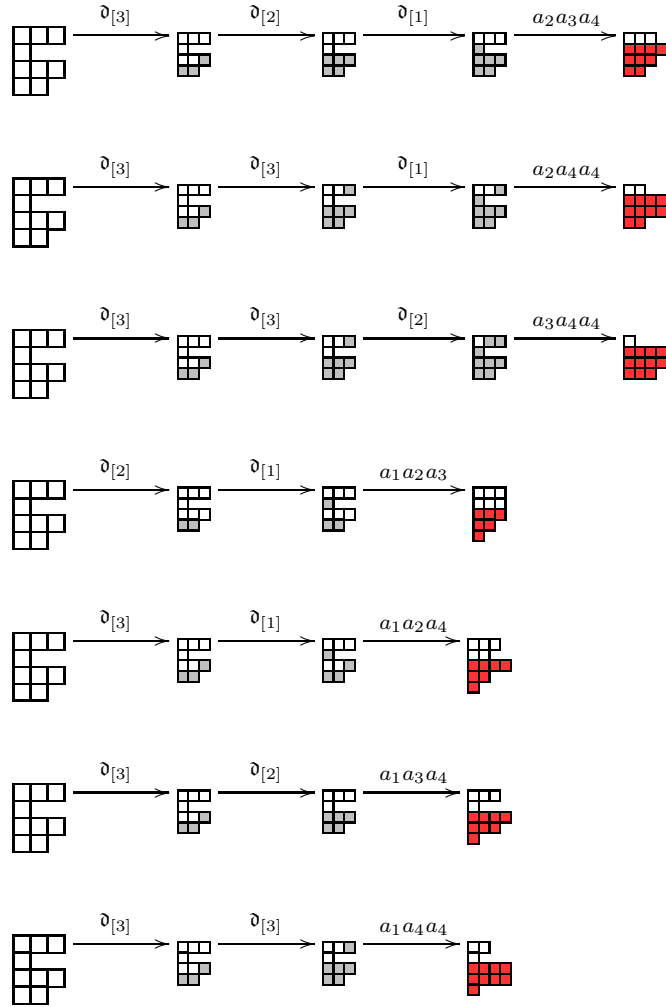 𝔡[3] 𝔡[2] 𝔡[1] a2a3a4
𝔡[3] 𝔡[3] 𝔡[1] a2a4a4
𝔡[3] 𝔡[3] 𝔡[2] a3a4a4
𝔡[2] 𝔡[1] a1a2a3
𝔡[3] 𝔡[1] a1a2a4
𝔡[3] 𝔡[2] a1a3a4
𝔡[3] 𝔡[3] a1a4a4